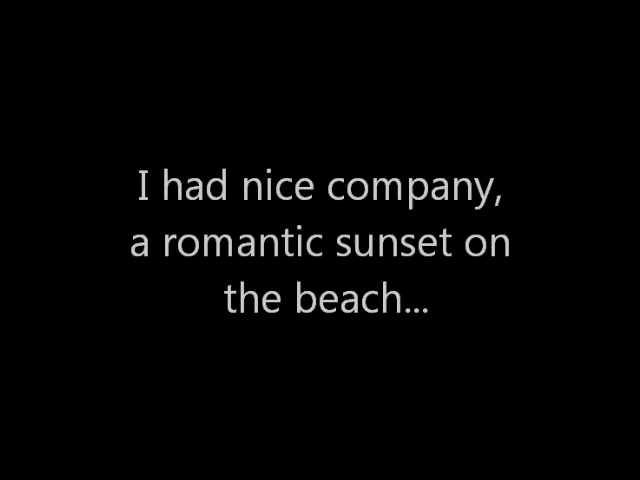 I had nice company,
a romantic sunset on
the beach...